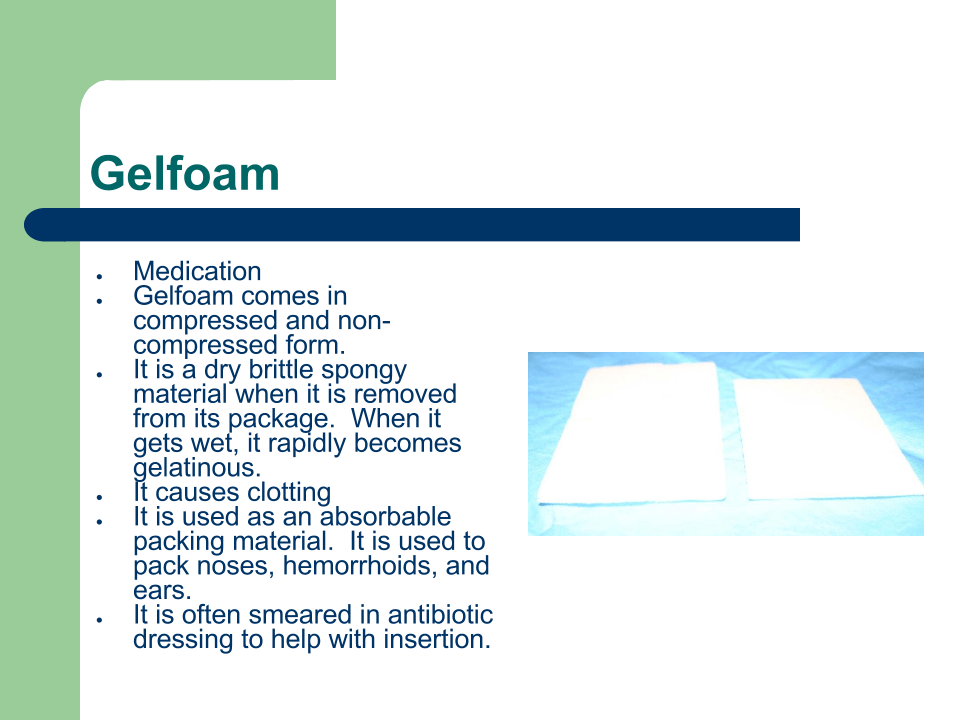 Gelfoam
● Medication
● Gelfoam comes in
compressed and non-
compressed form.
● It is a dry brittle spongy
material when it is removed
from its package.  When it
gets wet, it rapidly becomes
gelatinous.
● It causes clotting
● It is used as an absorbable
packing material.  It is used to
pack noses, hemorrhoids, and
ears.
● It is often smeared in antibiotic
dressing to help with insertion.